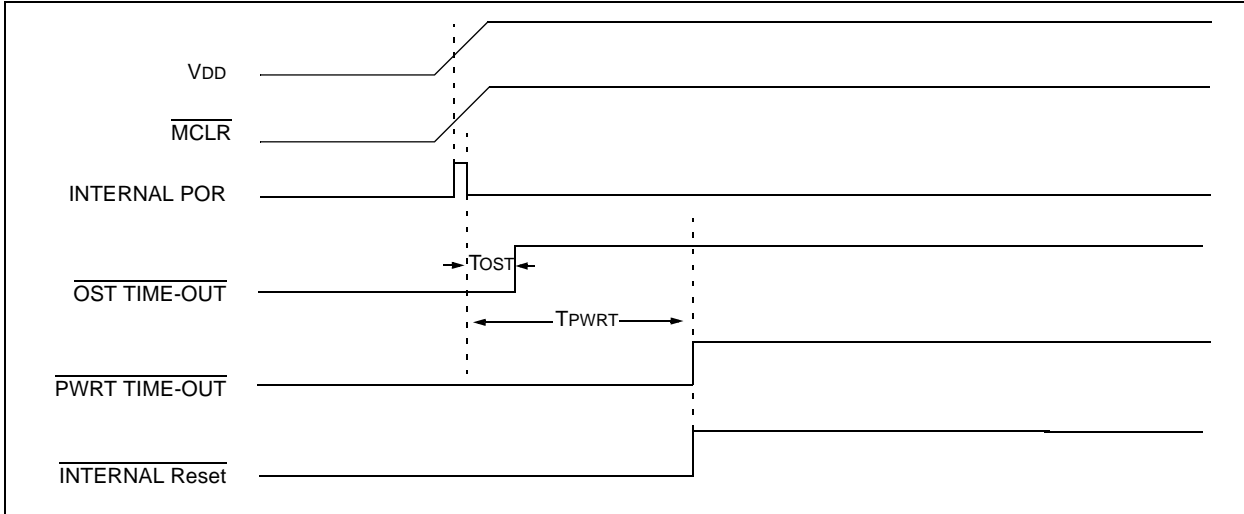 VDD
MCLR
INTERNAL POR
TOST
OST TIME-OUT
TPWRT
PWRT TIME-OUT
INTERNAL Reset